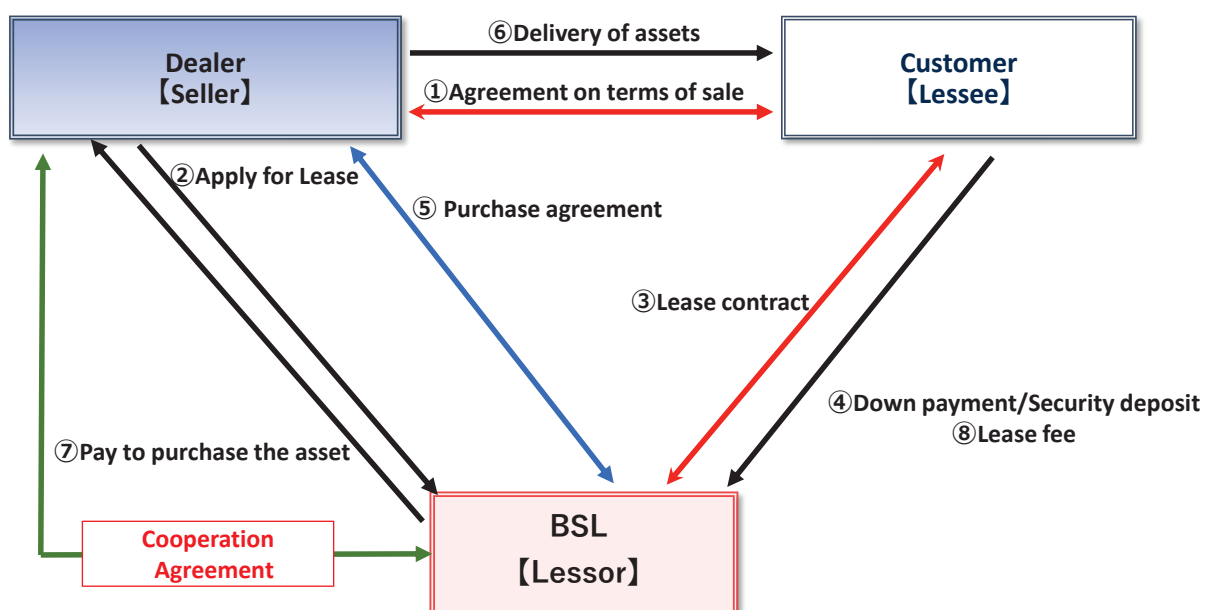 Dealer
【Seller】
⑥Delivery of assets
①Agreement on terms of sale
Customer
【Lessee】
②Apply for Lease
⑤ Purchase agreement
③Lease contract
④Down payment/Security deposit
⑧Lease fee
⑦Pay to purchase the asset
Cooperation
Agreement
BSL
【Lessor】